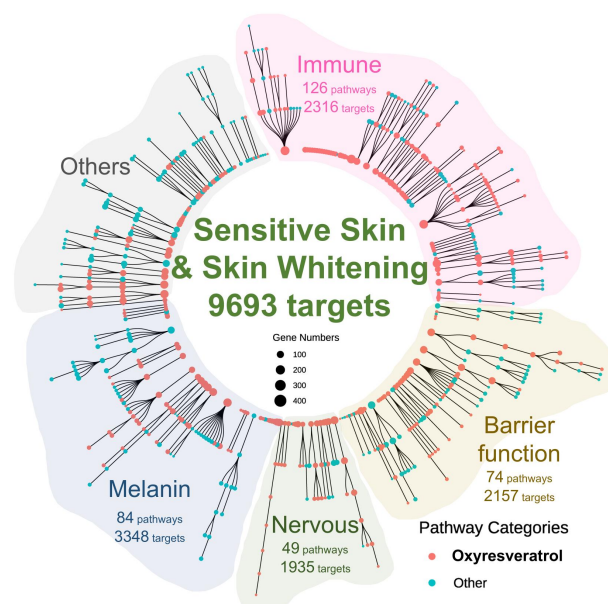 Immune
126 pathways
2316 targets
Others
Sensitive Skin
& Skin Whitening
9693 targets
Gene Numbers
100
200
300
400
Barrier
function
74 pathways
2157 targets
Melanin
84 pathways
3348 targets
Nervous
49 pathways
1935 targets
Pathway Categories
Oxyresveratrol
Other